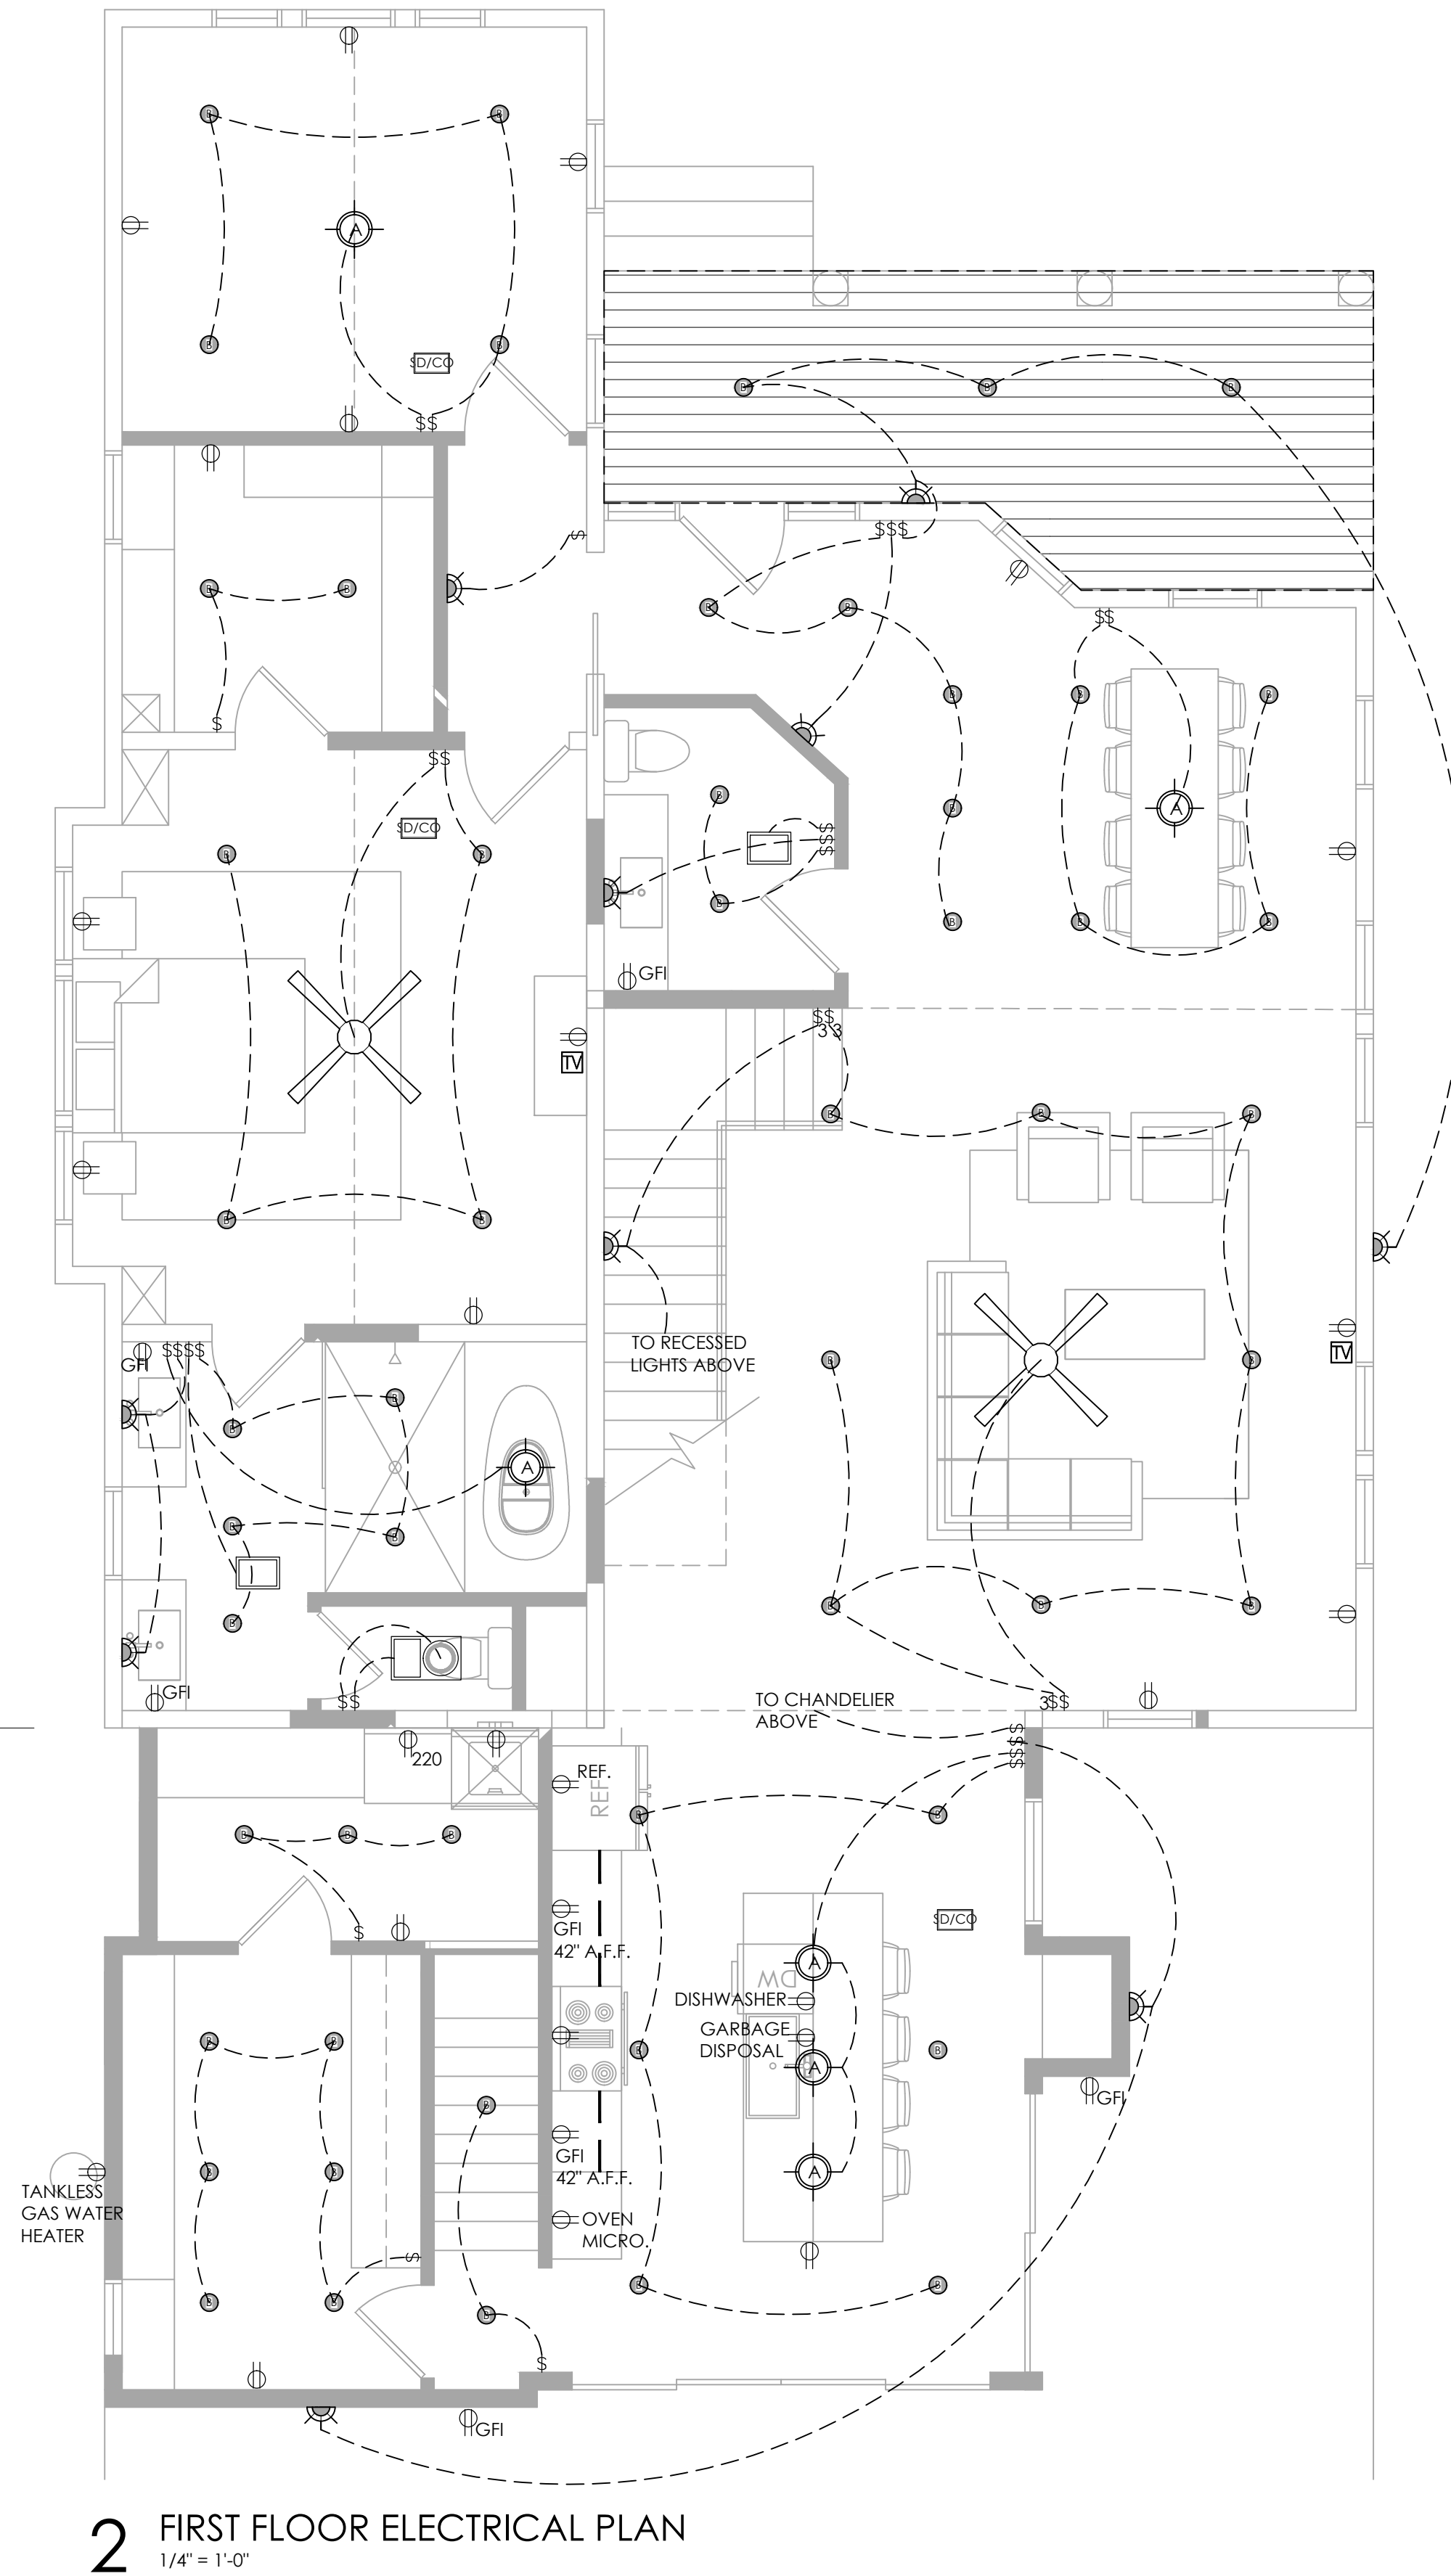 B
B
A
B
B
SD/CO
$$
B
B
B
$
$$$
B
B
B
B
$
$$
B
B
B
A
$$
SD/CO
B
$
$
$
B
B
B
B
B
B
B
GFI
$$
3 3
TV
B
B
B
B
B
TO RECESSED
LIGHTS ABOVE
$$$$
GFI
B
B
TV
B
B
A
B
B
B
B
B
B
GFI
$$
3$$
TO CHANDELIER
ABOVE
$
$
$
$
220
REF.
REF.
B
B
B
B
B
$
SD/CO
GFI
42" A.F.F.
A
DW
DISHWASHER
GARBAGE
DISPOSAL
A
B
B
B
B
B
GFI
GFI
42" A.F.F.
A
B
B
TANKLESS
GAS WATER
HEATER
OVEN
MICRO.
$
B
B
B
B
B
$
GFI
2
FIRST FLOOR ELECTRICAL PLAN
1/4" = 1'-0"